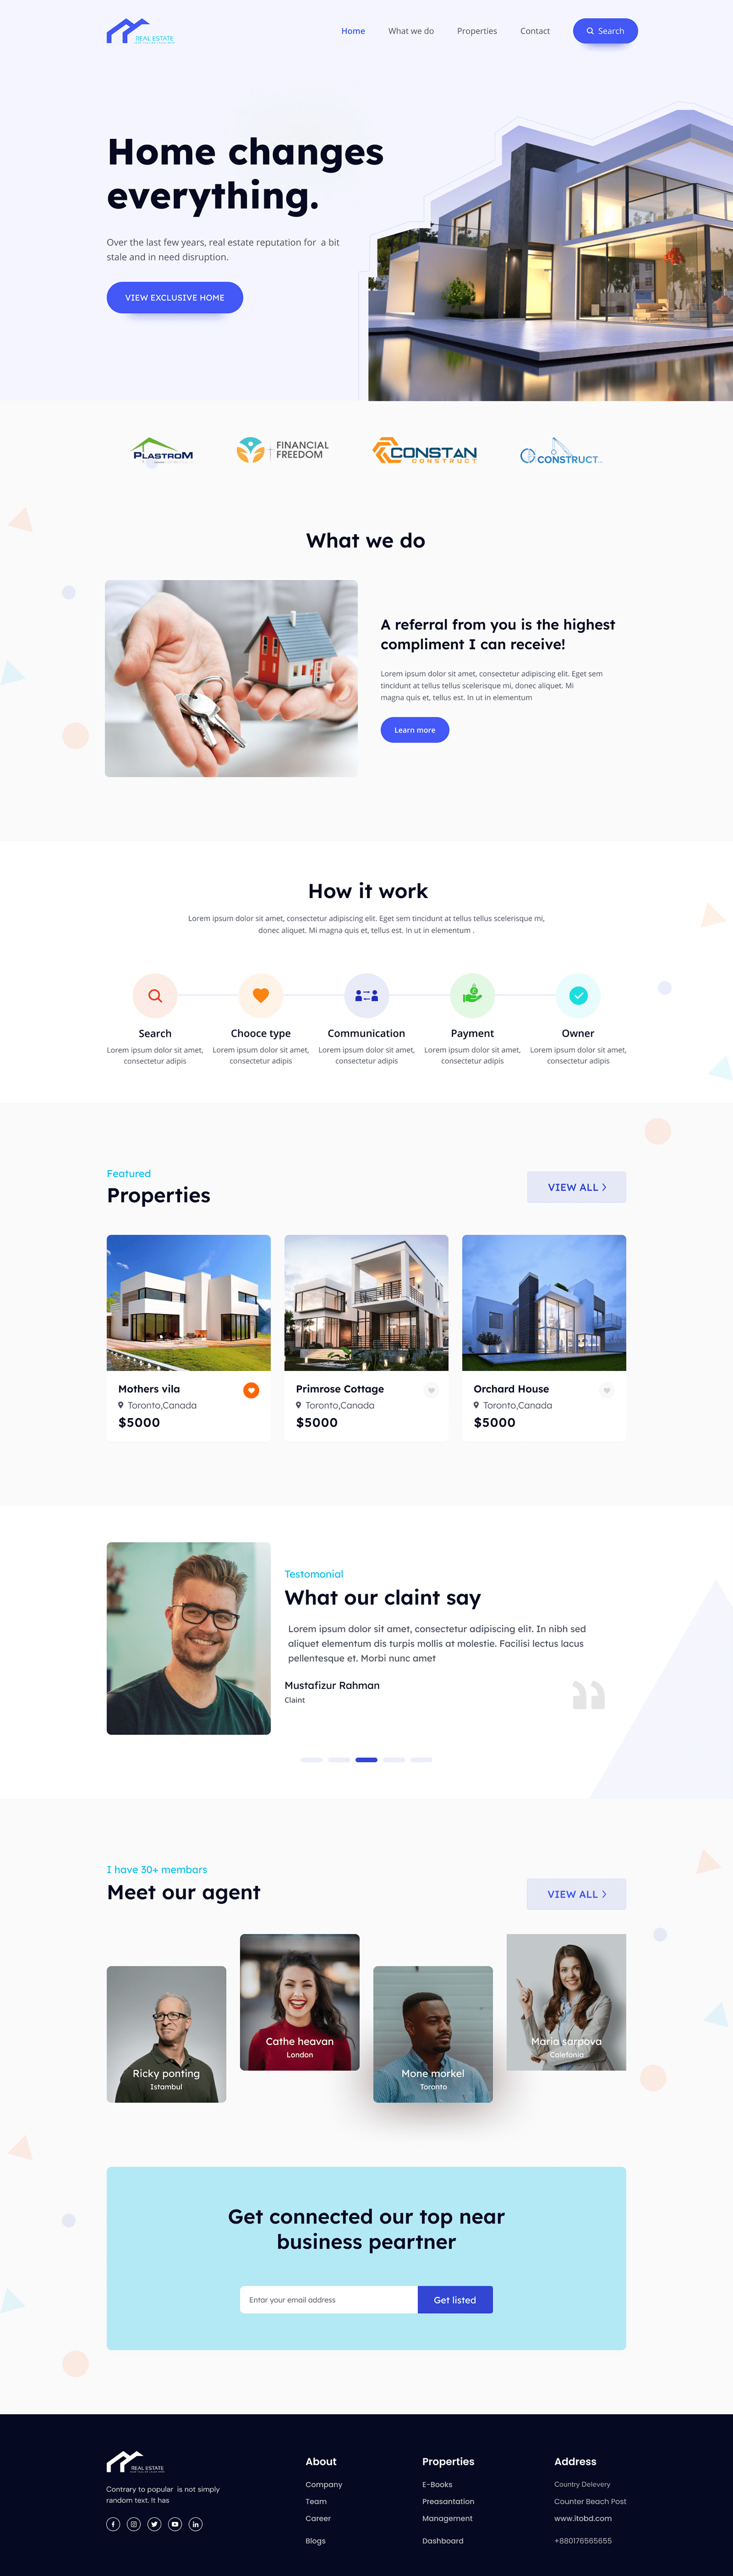 REAL ESTATE
Home
What we do
Properties
Contact
Search
Home changes
everything.
Over the last few years, real estate reputation for a bit
stale and in need disruption.
VIEW EXCLUSIVE HOME
PLASTROM
FINANCIAL
FREEDOM
CONSTAN
CONSTRUCT
CONSTRUCT
What we do
A referral from you is the highest
compliment I can receive!
Lorem ipsum dolor sit amet, consectetur adipiscing elit. Eget sem
tincidunt at tellus tellus scelerisque mi, donec aliquet. Mi
magna quis et, tellus est. In ut in elementum
Learn more
How it work
Lorem ipsum dolor sit amet, consectetur adipiscing elit. Eget sem tincidunt at tellus tellus scelerisque mi,
donec aliquet. Mi magna quis et, tellus est. In ut in elementum .
Search
Lorem ipsum dolor sit amet,
consectetur adipis
Chooce type
Lorem ipsum dolor sit amet,
consectetur adipis
Communication
Lorem ipsum dolor sit amet,
consectetur adipis
Payment
Lorem ipsum dolor sit amet,
consectetur adipis
Owner
Lorem ipsum dolor sit amet,
consectetur adipis
Featured
Properties
VIEW ALL
Mothers vila
Toronto,Canada
$5000
Primrose Cottage
Toronto,Canada
$5000
Orchard House
Toronto,Canada
$5000
Testomonial
What our claint say
Lorem ipsum dolor sit amet, consectetur adipiscing elit. In nibh sed
aliquet elementum dis turpis mollis at molestie. Facilisi lectus lacus
pellentesque et. Morbi nunc amet
Mustafizur Rahman
Claint
I have 30+ membars
Meet our agent
VIEW ALL
Ricky ponting
Istambul
Cathe heavan
London
Mone morkel
Toronto
Maria sarpova
Calefonia
Get connected our top near
business peartner
Enter your email address
Get listed
REAL ESTATE
Contrary to popular is not simply
random text. It has
About
Company
Team
Career
Blogs
Properties
E-Books
Preasantation
Management
Dashboard
Address
Country Delevery
Counter Beach Post
www.itobd.com
+880176565655